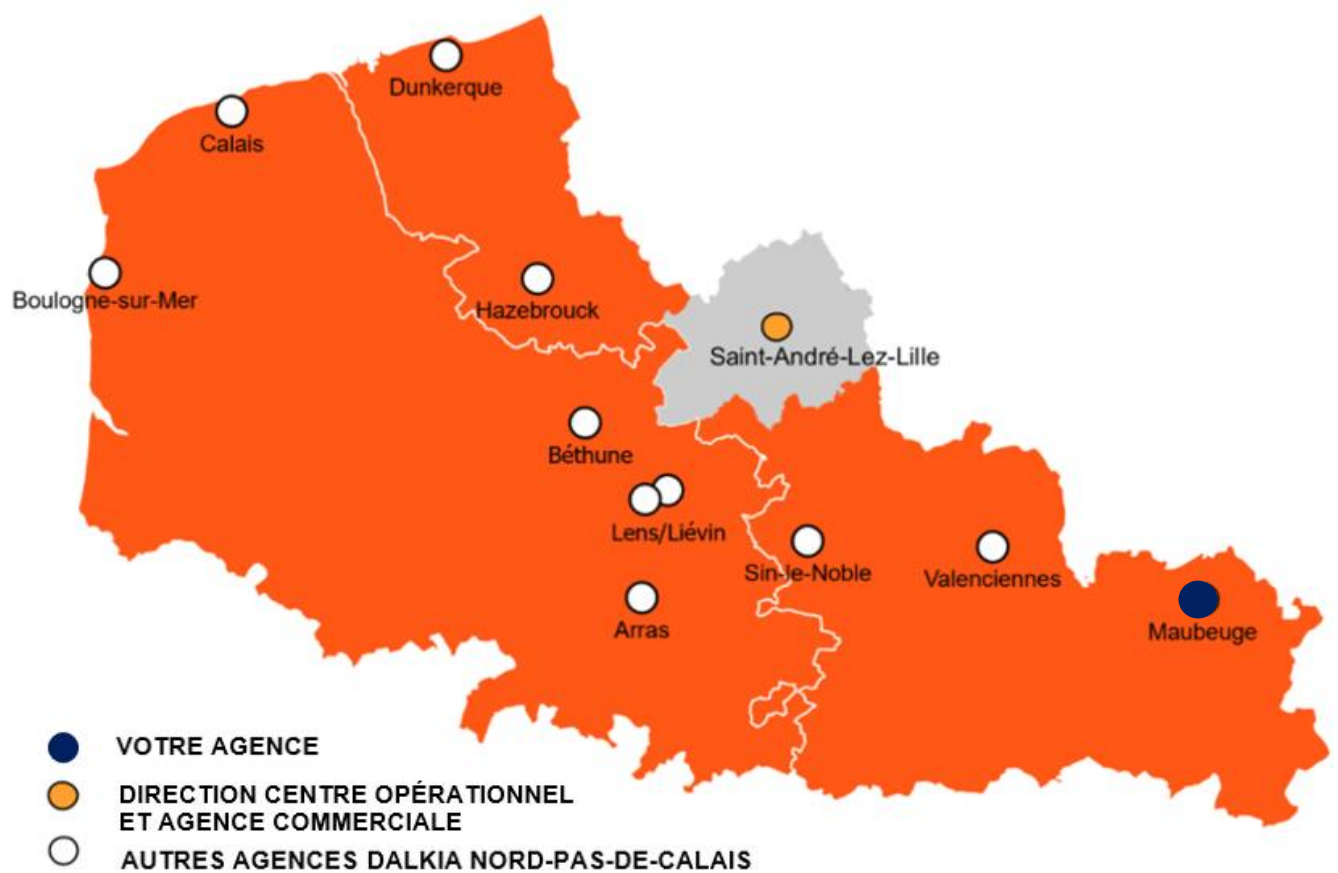 Dunkerque
Calais
Boulogne-sur-Mer
Hazebrouck
Saint-André-Lez-Lille
Béthune
Lens/Liévin
Sin-le-Noble
Valenciennes
Arras
Maubeuge
VOTRE AGENCE
DIRECTION CENTRE OPÉRATIONNEL
ET AGENCE COMMERCIALE
AUTRES AGENCES DALKIA NORD-PAS-DE-CALAIS